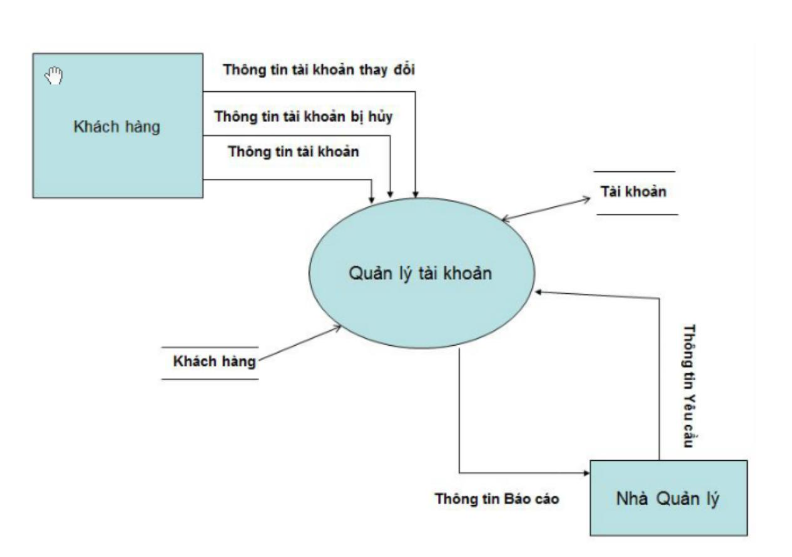 Thông tin tài khoản thay đổi
Khách hàng
Thông tin tài khoản bị hủy
Thông tin tài khoản
Tài khoản
Quản lý tài khoản
Khách hàng
Thông tin Yêu cầu
Thông tin Báo cáo
Nhà Quản lý